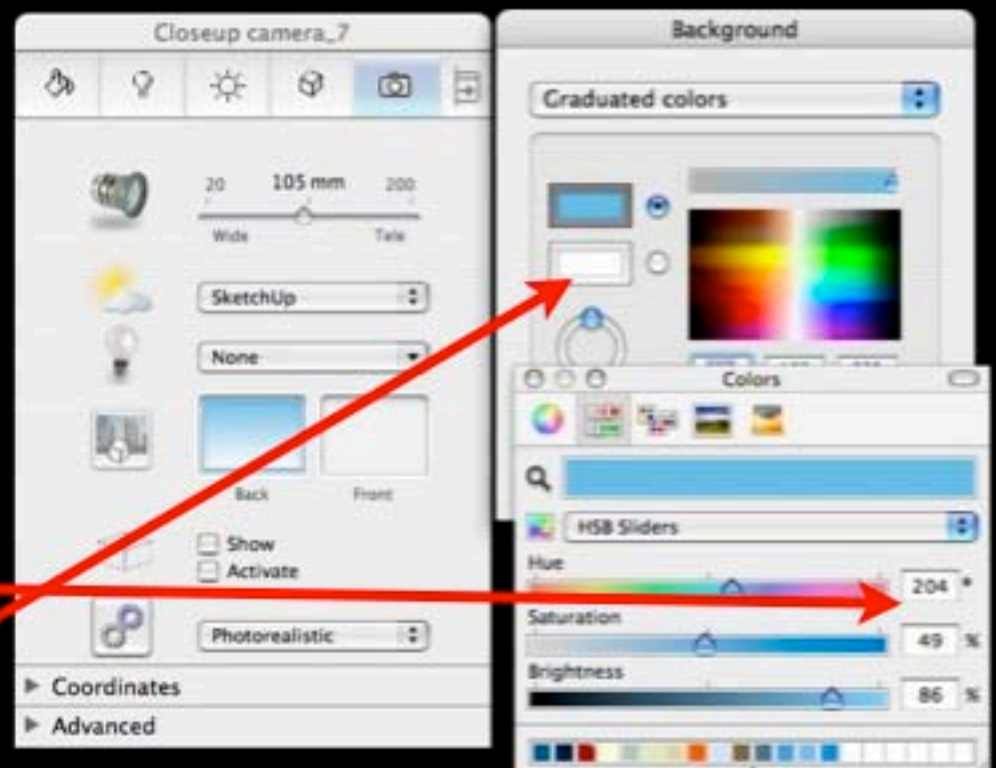 Closeup camera_7
20 105 mm 200
Wide Tele
SketchUp
None
Back Front
Show
Activate
Photorealistic
Coordinates
Advanced
Background
Graduated colors
Colors
HSB Sliders
Hue
204 °
Saturation
49 %
Brightness
86 %